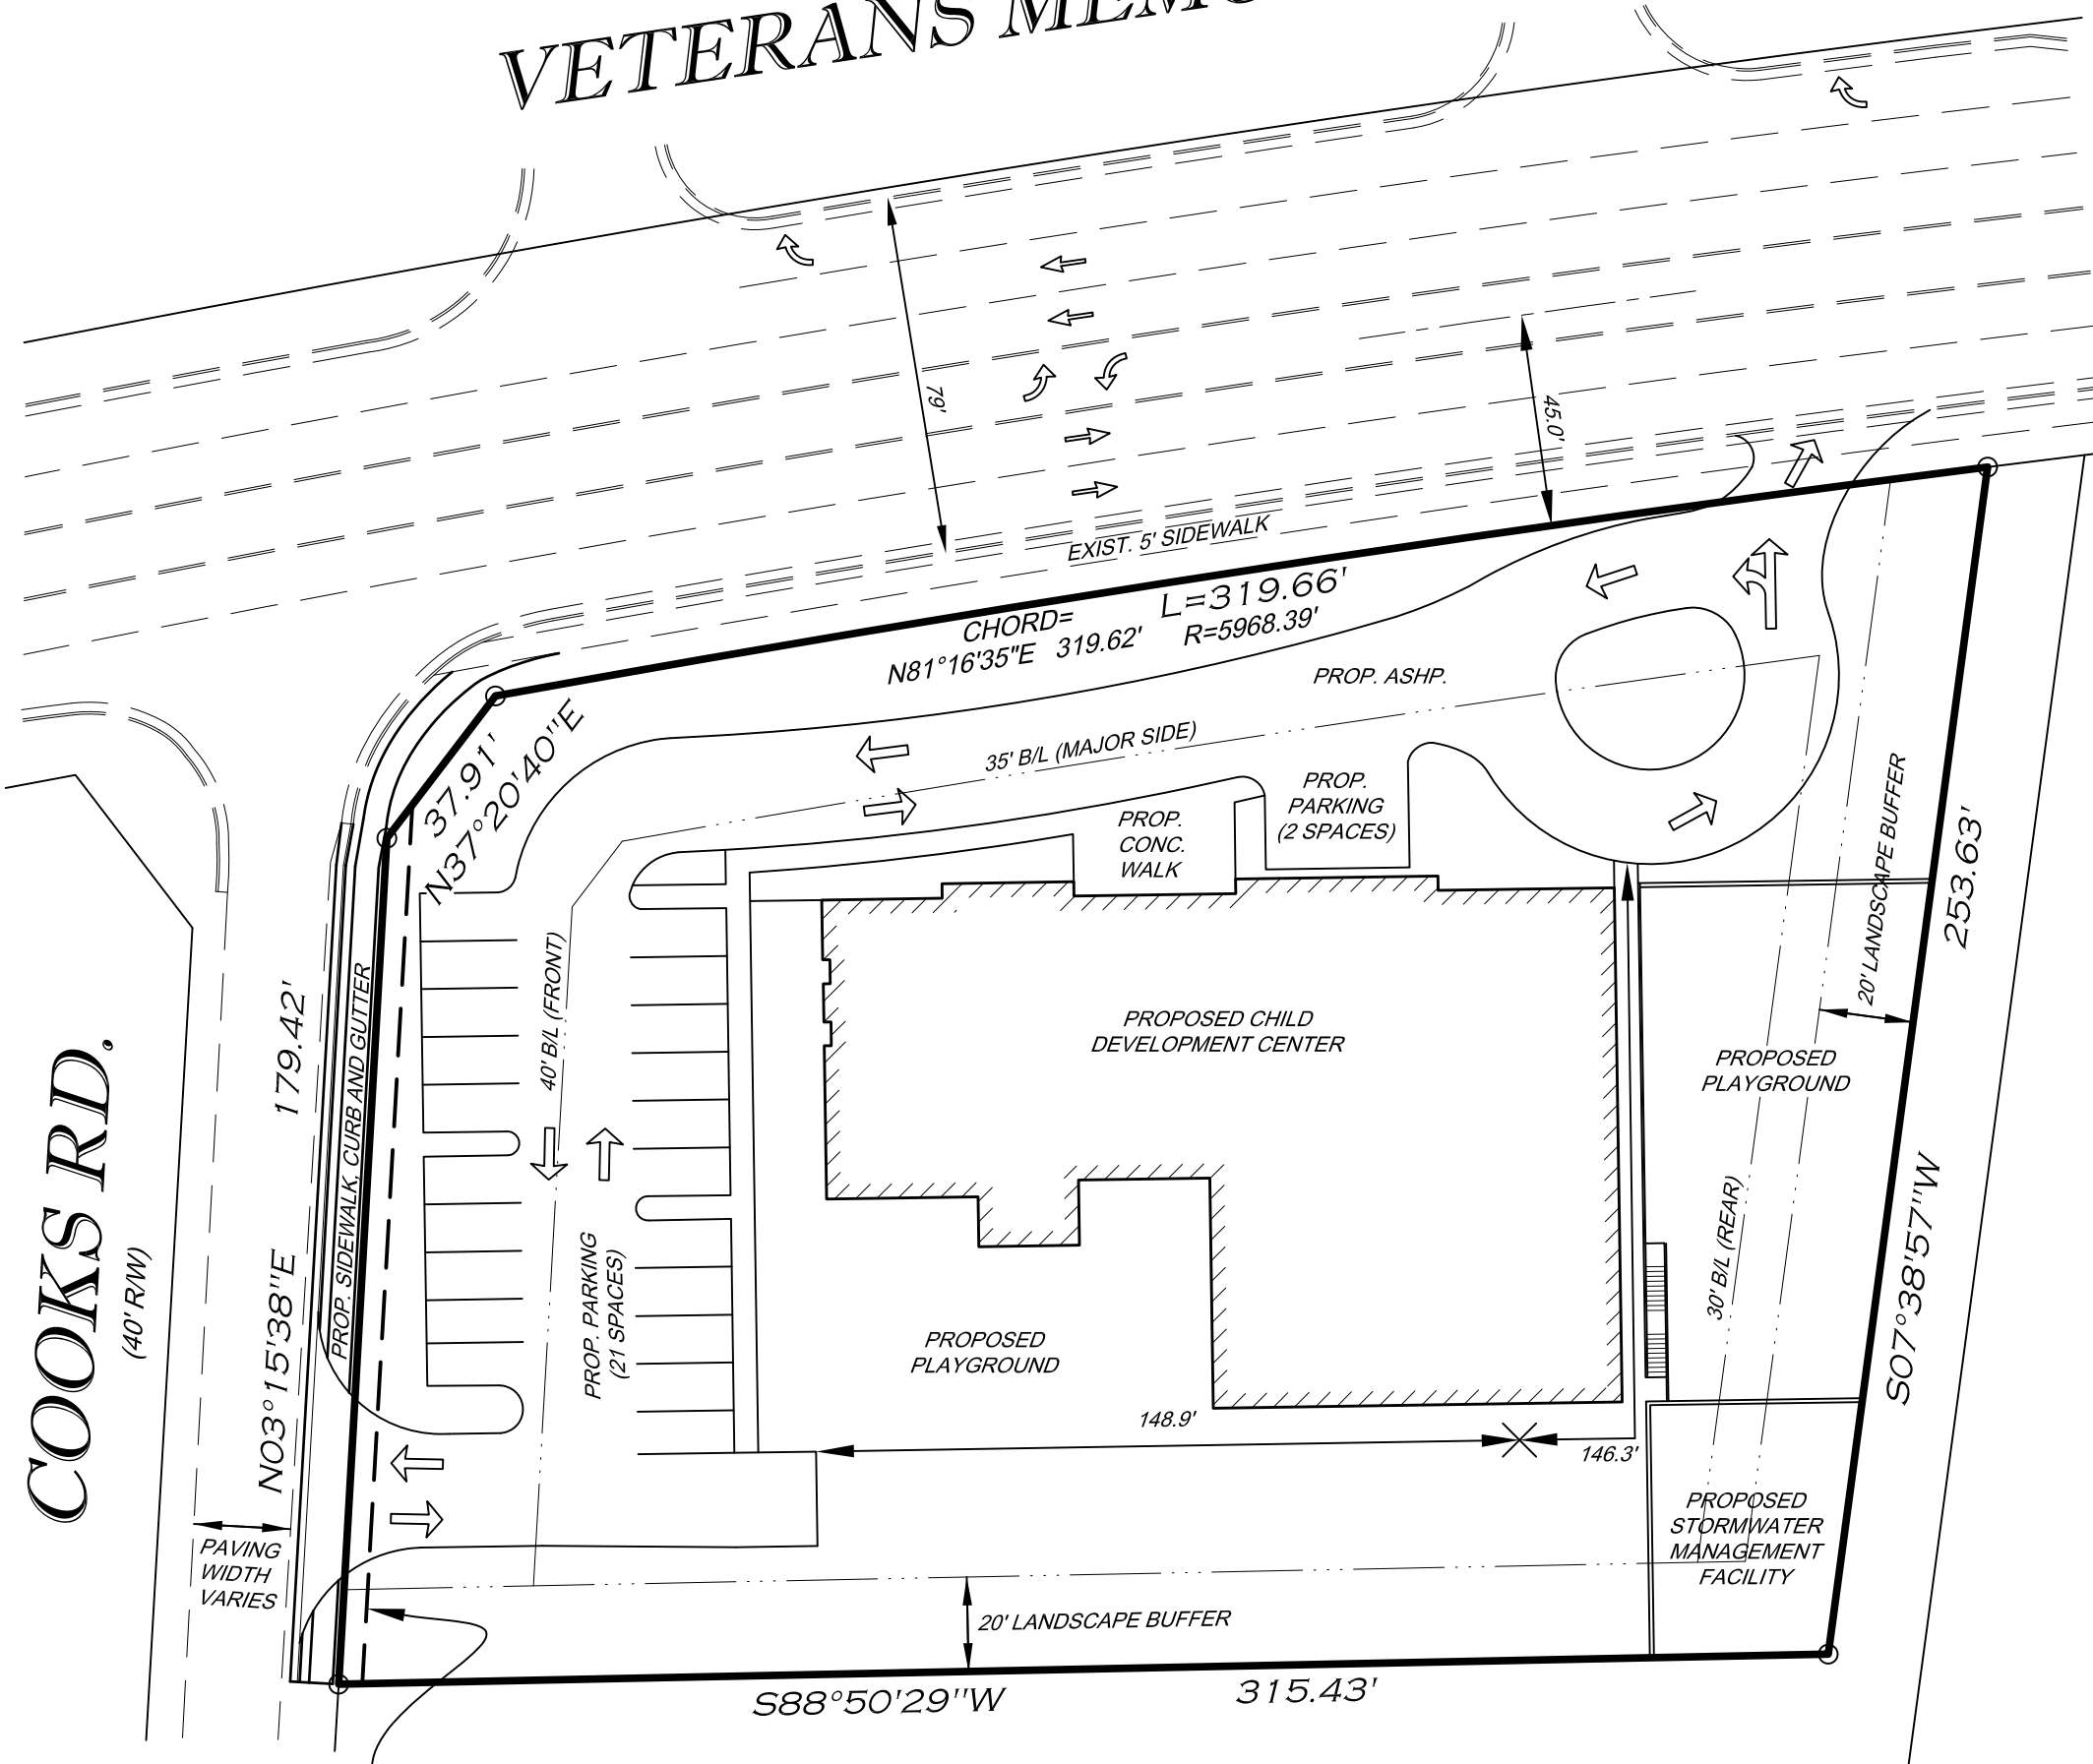 VETERANS
79'
45.0'
EXIST. 5' SIDEWALK
CHORD=
N81°16'35"E 319.62'
L=319.66'
R=5968.39'
37.91'
N37°20'40"E
PROP. ASHP.
35' B/L (MAJOR SIDE)
PROP.
PARKING
(2 SPACES)
PROP.
CONC.
WALK
20' LANDSCAPE BUFFER
253.63'
S07°38'57"W
179.42'
N03°15'38"E
PROP. SIDEWALK, CURB AND GUTTER
40' B/L (FRONT)
PROPOSED CHILD
DEVELOPMENT CENTER
PROPOSED
PLAYGROUND
COOKS RD.
(40' R/W)
30' B/L (REAR)
PROP. PARKING
(21 SPACES)
PROPOSED
PLAYGROUND
148.9'
146.3'
PAVING
WIDTH
VARIES
PROPOSED
STORMWATER
MANAGEMENT
FACILITY
20' LANDSCAPE BUFFER
S88°50'29"W 315.43'